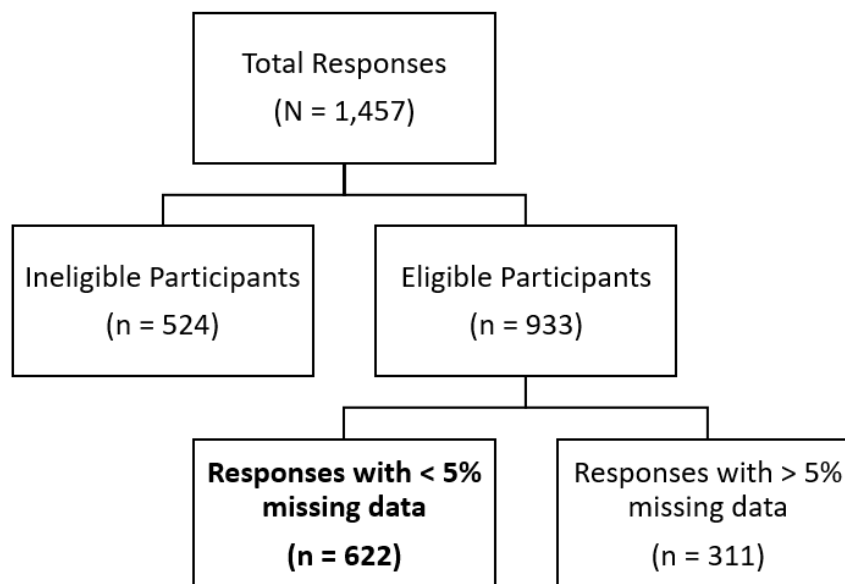 Total Responses
(N = 1,457)
Ineligible Participants
(n = 524)
Eligible Participants
(n = 933)
Responses with < 5%
missing data
(n = 622)
Responses with > 5%
missing data
(n = 311)